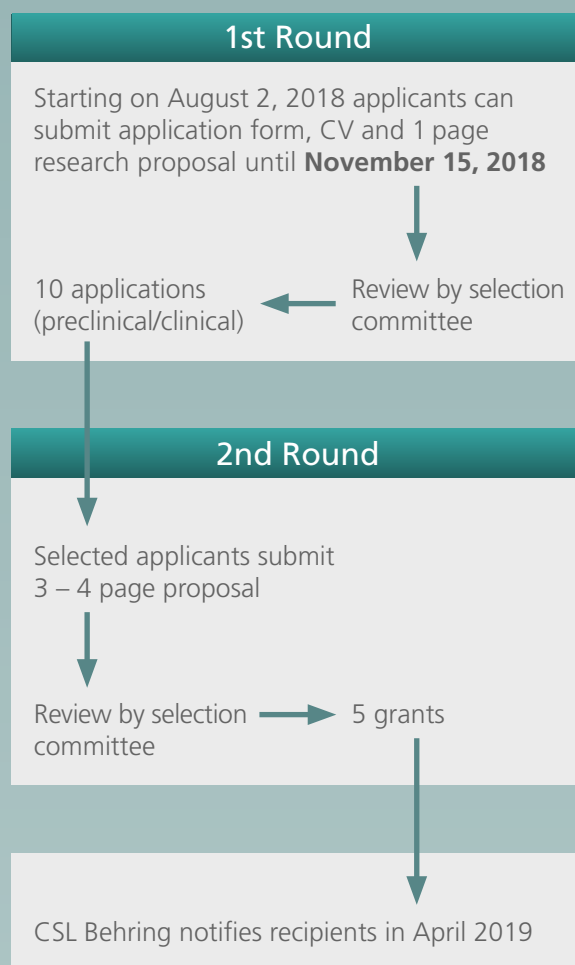 1st Round
Starting on August 2, 2018 applicants can
submit application form, CV and 1 page
research proposal until November 15, 2018
Review by selection
committee
10 applications
(preclinical/clinical)
2nd Round
Selected applicants submit
3 – 4 page proposal
Review by selection
committee
5 grants
CSL Behring notifies recipients in April 2019